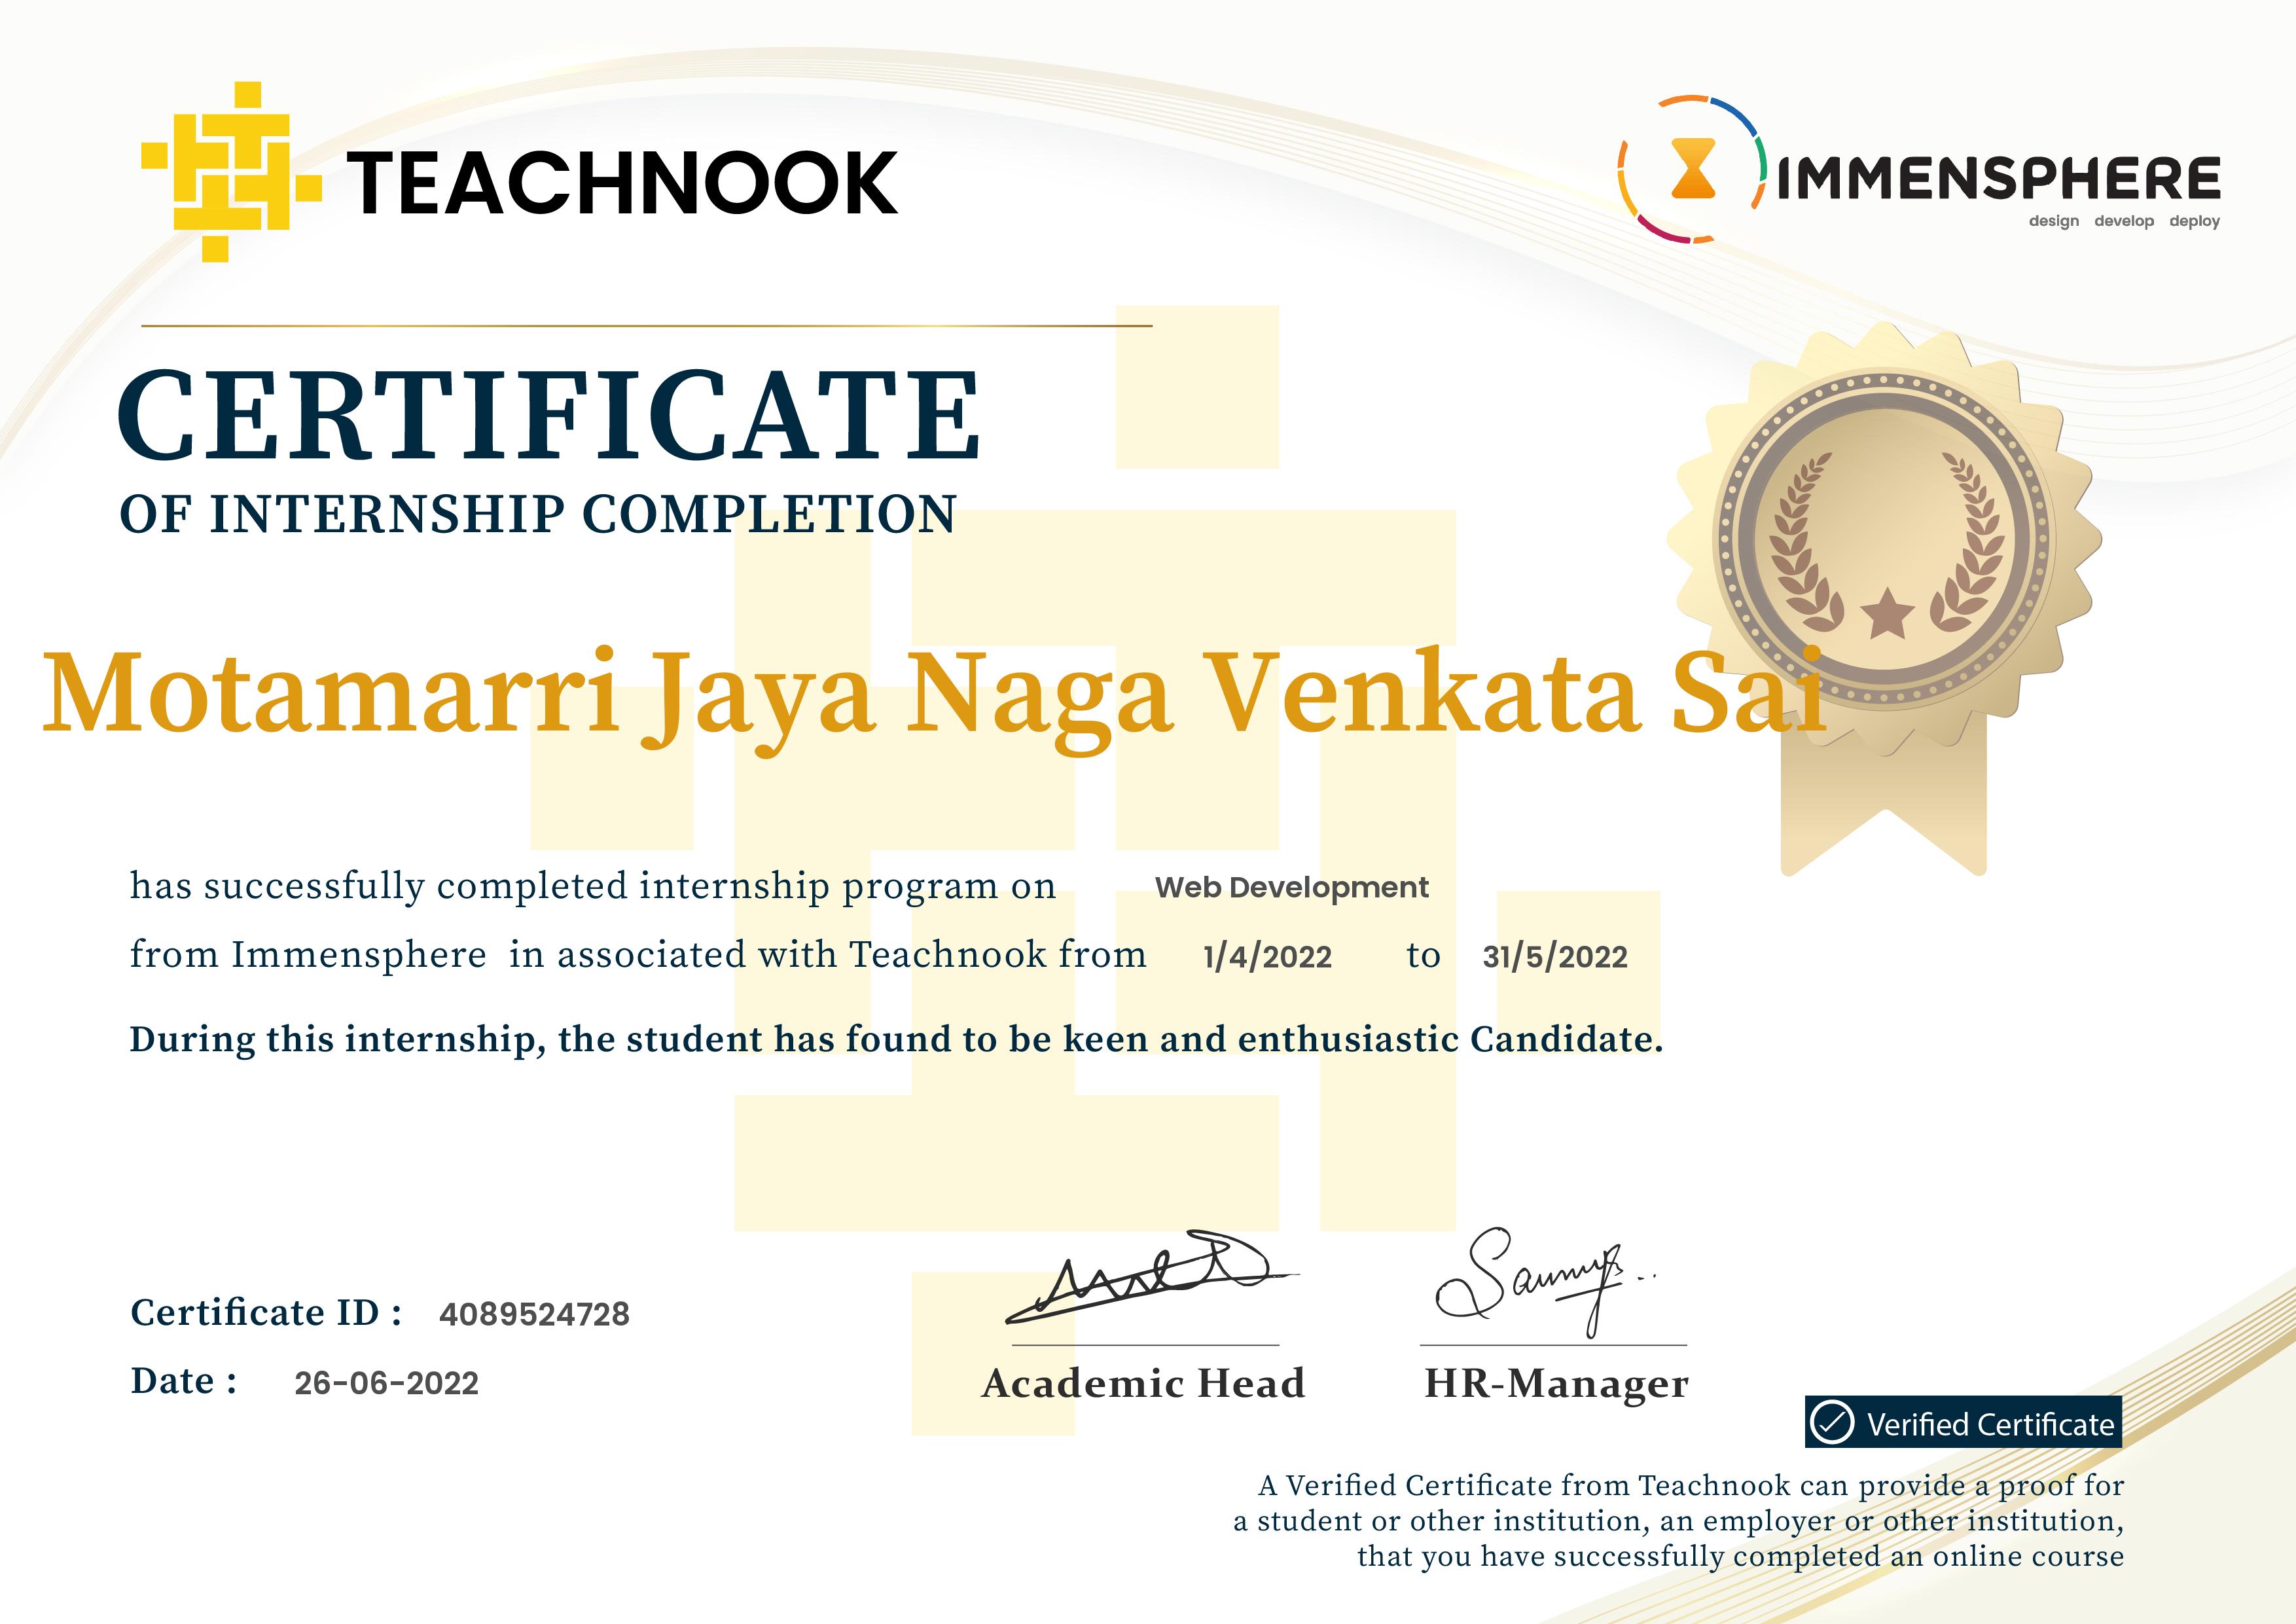 TEACHNOOK
IMMENSPHERE
design develop deploy
CERTIFICATE
OF INTERNSHIP COMPLETION
Motamarri Jaya Naga Venkata Sai
has successfully completed internship program on Web Development
from Immensphere in associated with Teachnook from 1/4/2022 to 31/5/2022
During this internship, the student has found to be keen and enthusiastic Candidate.
Certificate ID : 4089524728
Date : 26-06-2022
Academic Head
HR-Manager
Verified Certificate
A Verified Certificate from Teachnook can provide a proof for
a student or other institution, an employer or other institution,
that you have successfully completed an online course